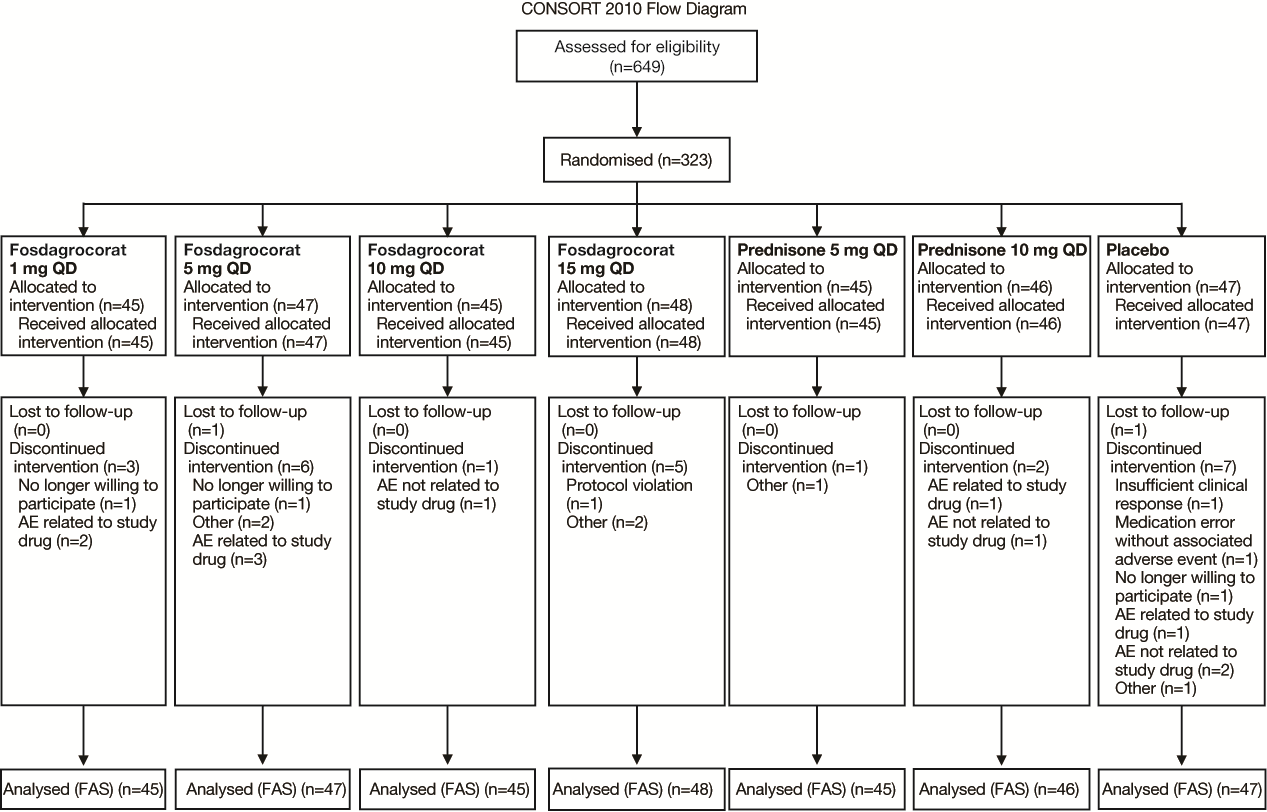 CONSORT 2010 Flow Diagram
Assessed for eligibility
(n=649)
Randomised (n=323)
Fosdagrocorat
1 mg QD
Allocated to
intervention (n=45)
Received allocated
intervention (n=45)
Fosdagrocorat
5 mg QD
Allocated to
intervention (n=47)
Received allocated
intervention (n=47)
Fosdagrocorat
10 mg QD
Allocated to
intervention (n=45)
Received allocated
intervention (n=45)
Fosdagrocorat
15 mg QD
Allocated to
intervention (n=48)
Received allocated
intervention (n=48)
Prednisone 5 mg QD
Allocated to
intervention (n=45)
Received allocated
intervention (n=45)
Prednisone 10 mg QD
Allocated to
intervention (n=46)
Received allocated
intervention (n=46)
Placebo
Allocated to
intervention (n=47)
Received allocated
intervention (n=47)
Lost to follow-up
(n=0)
Discontinued
intervention (n=3)
No longer willing to
participate (n=1)
AE related to study
drug (n=2)
Lost to follow-up
(n=1)
Discontinued
intervention (n=6)
No longer willing to
participate (n=1)
Other (n=2)
AE related to study
drug (n=3)
Lost to follow-up
(n=0)
Discontinued
intervention (n=1)
AE not related to
study drug (n=1)
Lost to follow-up
(n=0)
Discontinued
intervention (n=5)
Protocol violation
(n=1)
Other (n=2)
Lost to follow-up
(n=0)
Discontinued
intervention (n=1)
Other (n=1)
Lost to follow-up
(n=0)
Discontinued
intervention (n=2)
AE related to study
drug (n=1)
AE not related to
study drug (n=1)
Lost to follow-up
(n=1)
Discontinued
intervention (n=7)
Insufficient clinical
response (n=1)
Medication error
without associated
adverse event (n=1)
No longer willing to
participate (n=1)
AE related to study
drug (n=1)
AE not related to
study drug (n=2)
Other (n=1)
Analysed (FAS) (n=45)
Analysed (FAS) (n=47)
Analysed (FAS) (n=45)
Analysed (FAS) (n=48)
Analysed (FAS) (n=45)
Analysed (FAS) (n=46)
Analysed (FAS) (n=47)